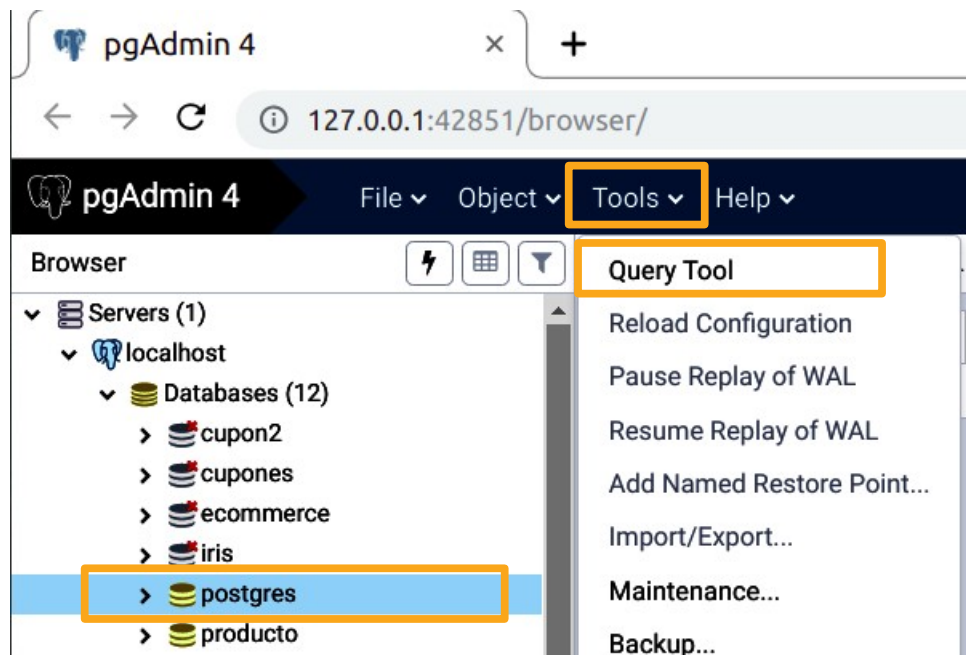 pgAdmin 4 × +
127.0.0.1:42851/browser/
pgAdmin 4 File Object Tools Help
Browser
Servers (1)
localhost
Databases (12)
cupon2
cupones
ecommerce
iris
postgres
producto
Query Tool
Reload Configuration
Pause Replay of WAL
Resume Replay of WAL
Add Named Restore Point...
Import/Export...
Maintenance...
Backup...